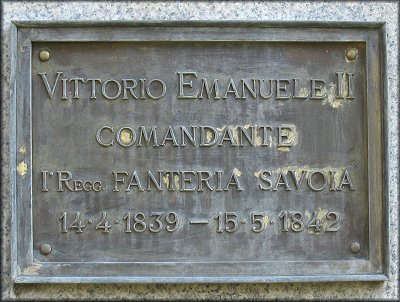 VITTORIO EMANUELE II
COMANDANTE
I° REGG. FANTERIA SAVOIA
14·4·1839 – 15·5·1842